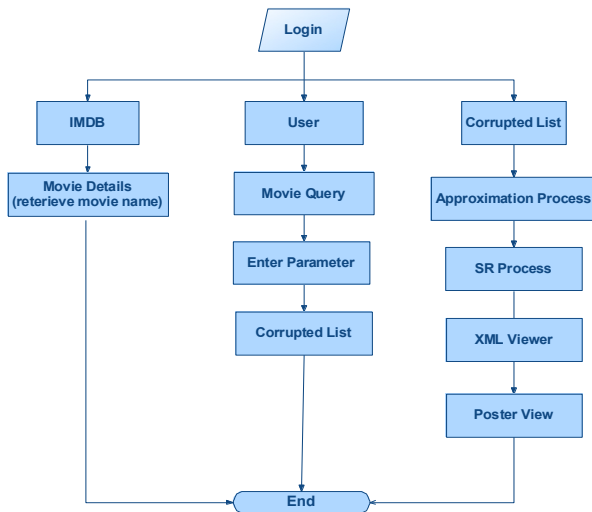 Login
IMDB
User
Corrupted List
Movie Details
(reterieve movie name)
Movie Query
Approximation Process
Enter Parameter
SR Process
Corrupted List
XML Viewer
Poster View
End